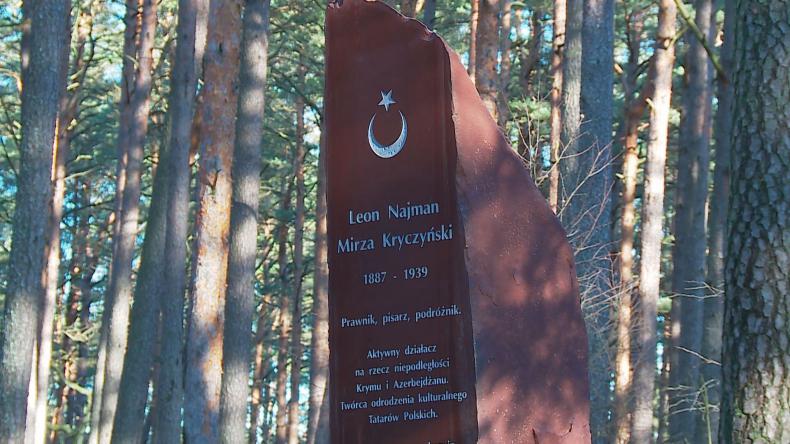 Leon Najman
Mirza Kryczyński
1887 - 1939
Prawnik, pisarz, podróżnik.
Aktywny działacz
na rzecz niepodległości
Krymu i Azerbejdżanu.
Twórca odrodzenia kulturalnego
Tatarów Polskich.